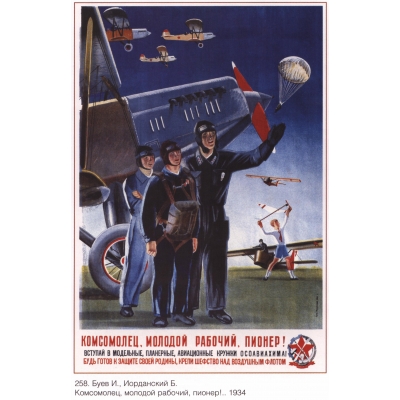 КОМСОМОЛЕЦ, МОЛОДОЙ РАБОЧИЙ, ПИОНЕР!
ВСТУПАЙ В МОДЕЛЬНЫЕ, ПЛАНЕРНЫЕ, АВИАЦИОННЫЕ КРУЖКИ ОСОАВИАХИМА!
БУДЬ ГОТОВ К ЗАЩИТЕ СВОЕЙ РОДИНЫ, КРЕПИ ШЕФСТВО НАД ВОЗДУШНЫМ ФЛОТОМ
258. Буев И., Иорданский Б.
Комсомолец, молодой рабочий, пионер!.. 1934